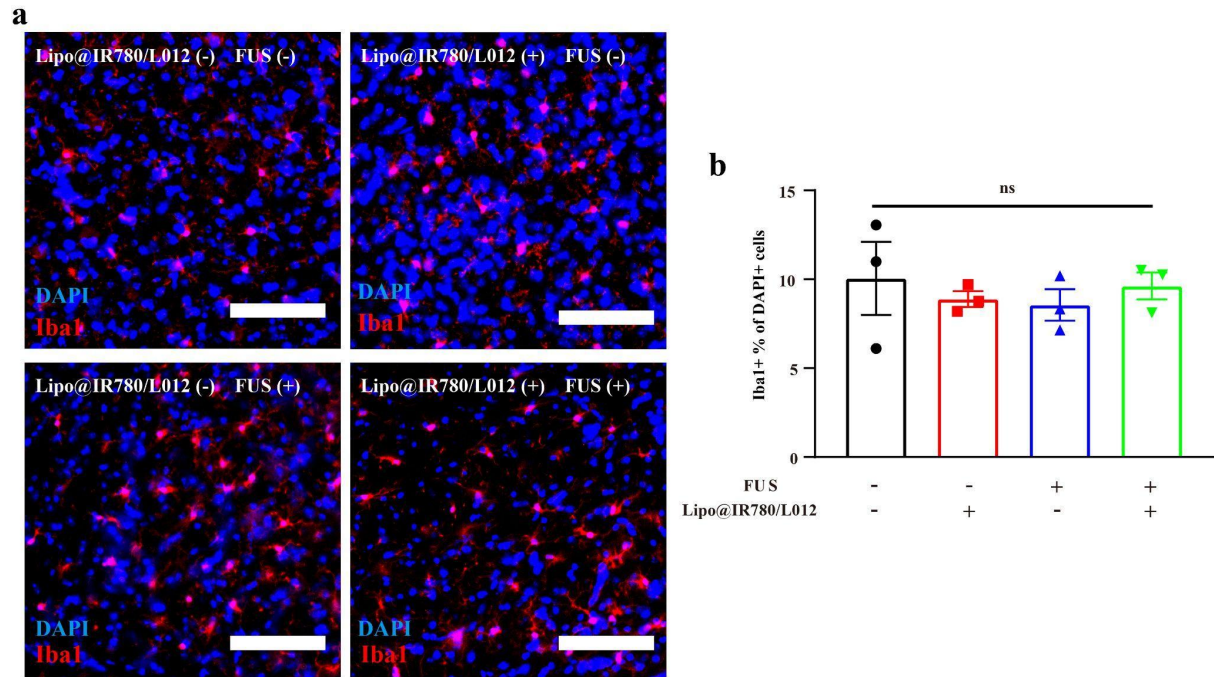 a
Lipo@IR780/L012 (-) FUS (-)
DAPI
Iba1
Lipo@IR780/L012 (+) FUS (-)
DAPI
Iba1
Lipo@IR780/L012 (-) FUS (+)
DAPI
Iba1
Lipo@IR780/L012 (+) FUS (+)
DAPI
Iba1
b
ns
Iba1+ % of DAPI+ cells
15
10
5
0
FUS - - + +
Lipo@IR780/L012 - + - +